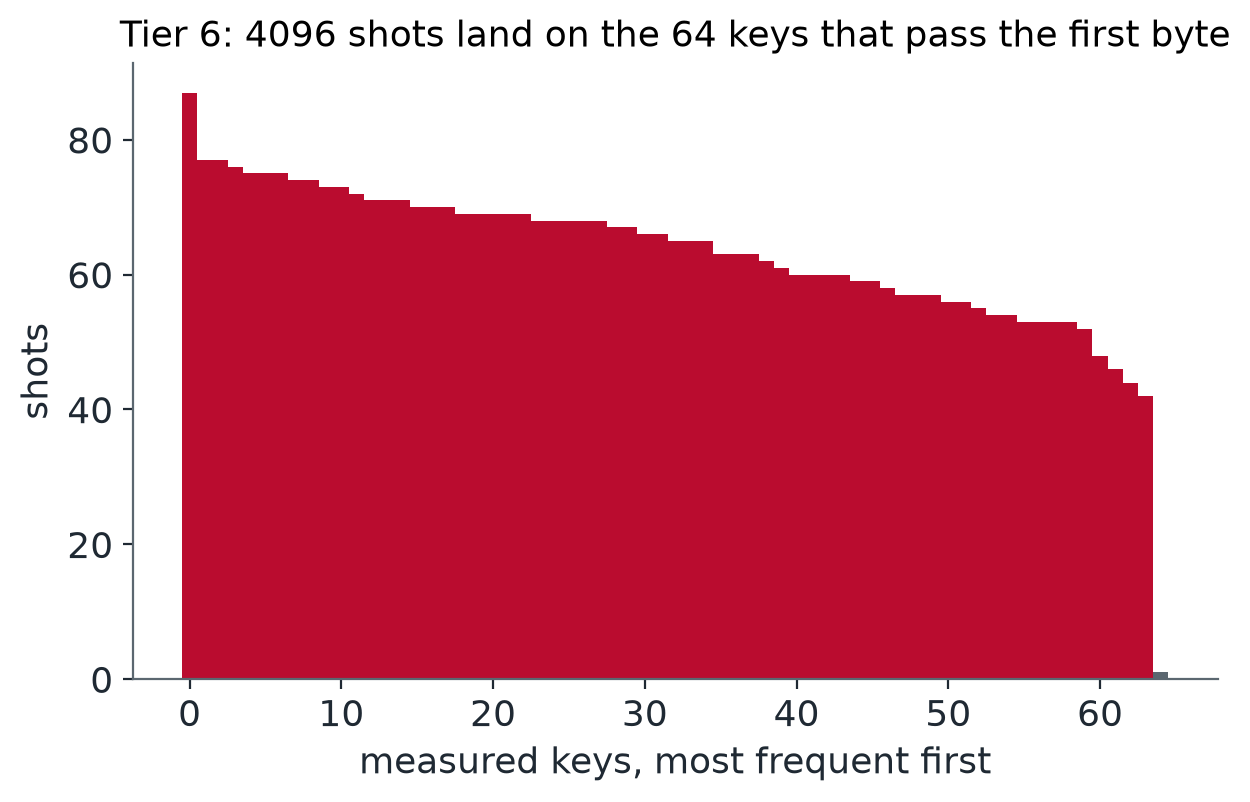 Tier 6: 4096 shots land on the 64 keys that pass the first byte
shots
80
60
40
20
0
0 10 20 30 40 50 60
measured keys, most frequent first